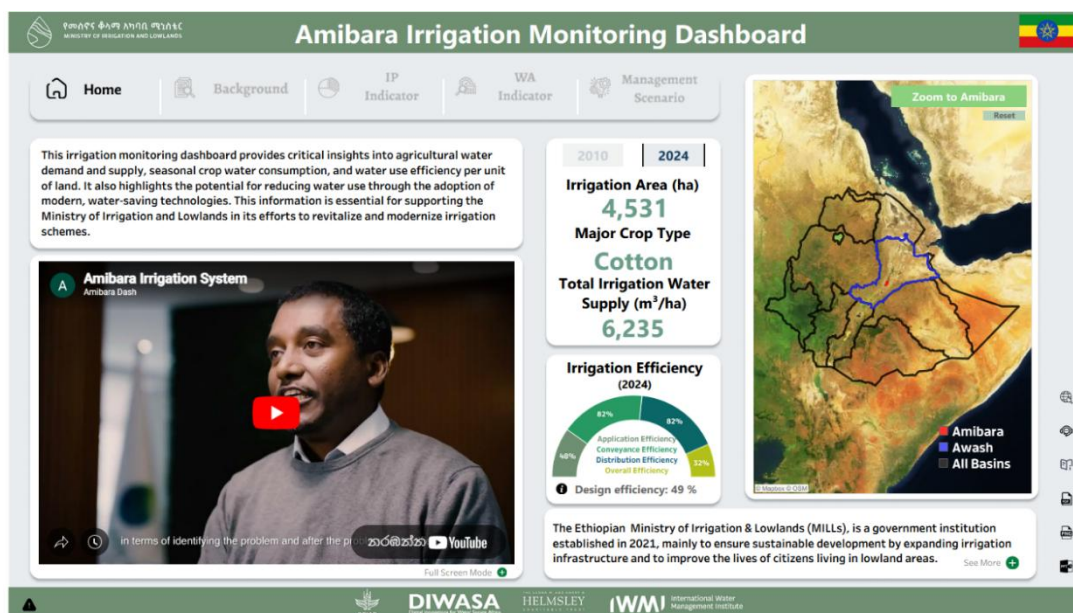 የመስኖና ቆላማ አካባቢ ሚኒስቴር
MINISTRY OF IRRIGATION AND LOWLANDS
Amibara Irrigation Monitoring Dashboard
Home
Background
IP
Indicator
WA
Indicator
Management
Scenario
This irrigation monitoring dashboard provides critical insights into agricultural water
demand and supply, seasonal crop water consumption, and water use efficiency per unit
of land. It also highlights the potential for reducing water use through the adoption of
modern, water-saving technologies. This information is essential for supporting the
Ministry of Irrigation and Lowlands in its efforts to revitalize and modernize irrigation
schemes.
A
Amibara Irrigation System
Amibara Dash
in terms of identifying the problem and after the
නරඹන්න YouTube
Full Screen Mode
2010
2024
Irrigation Area (ha)
4,531
Major Crop Type
Cotton
Total Irrigation Water
Supply (m³/ha)
6,235
Irrigation Efficiency
(2024)
82%
82%
48%
32%
Application Efficiency
Conveyance Efficiency
Distribution Efficiency
Overall Efficiency
Design efficiency: 49 %
Zoom to Amibara
Reset
Amibara
Awash
All Basins
© Mapbox © OSM
The Ethiopian Ministry of Irrigation & Lowlands (MILLs), is a government institution
established in 2021, mainly to ensure sustainable development by expanding irrigation
infrastructure and to improve the lives of citizens living in lowland areas.
See More
DIWASA
HELMSLEY
IWMI
International Water
Management Institute